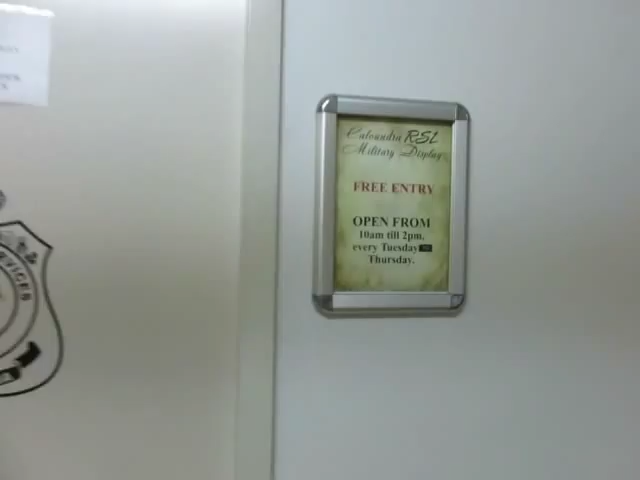 Caloundra RSL
Military Display
FREE ENTRY
OPEN FROM
10am till 2pm,
every Tuesday
Thursday.